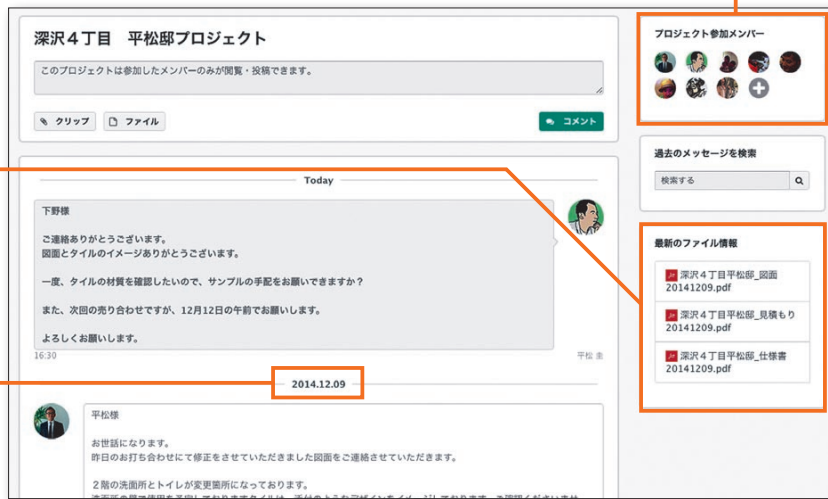 深沢4丁目　平松邸プロジェクト
このプロジェクトは参加したメンバーのみが閲覧・投稿できます。
クリップ
ファイル
コメント
Today
下野様
ご連絡ありがとうございます。
図面とタイルのイメージありがとうございます。
一度、タイルの材質を確認したいので、サンプルの手配をお願いできますか？
また、次回の売り合わせですが、12月12日の午前でお願いします。
よろしくお願いします。
16:30
平松 圭
2014.12.09
平松様
お世話になります。
昨日のお打ち合わせにて修正をさせていただきました図面をご連絡させていただきます。
２階の洗面所とトイレが変更箇所になっております。
プロジェクト参加メンバー
過去のメッセージを検索
検索する
最新のファイル情報
深沢４丁目平松邸_図面
20141209.pdf
深沢４丁目平松邸_見積もり
20141209.pdf
深沢４丁目平松邸_仕様書
20141209.pdf